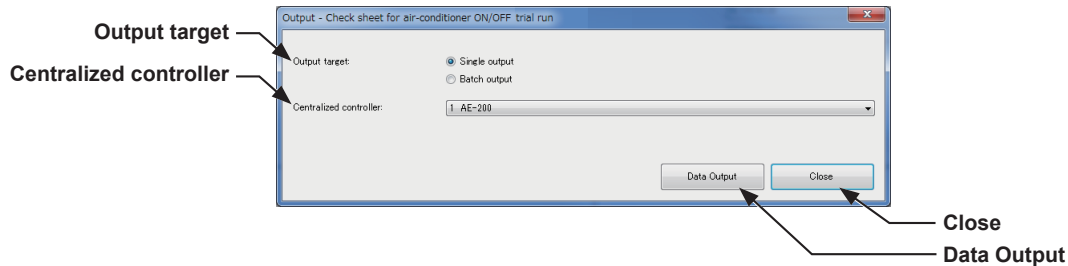 Output - Check sheet for air-conditioner ON/OFF trial run
Output target
Output target:
Single output
Batch output
Centralized controller
Centralized controller:
1 AE-200
Data Output
Close
Close
Data Output